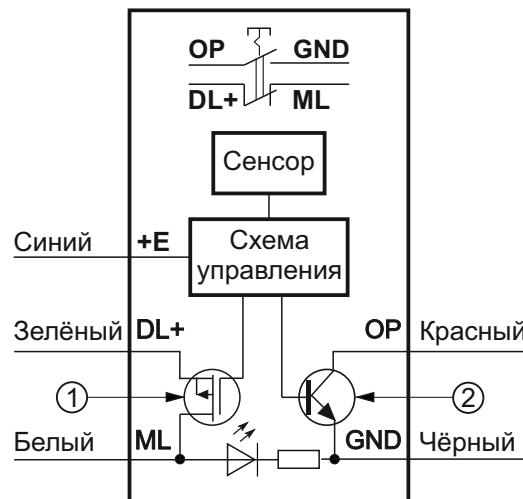 OP GND
DL+ ML
Сенсор
Синий +E
Схема
управления
Зелёный DL+ OP Красный
1 2
Белый ML GND Чёрный